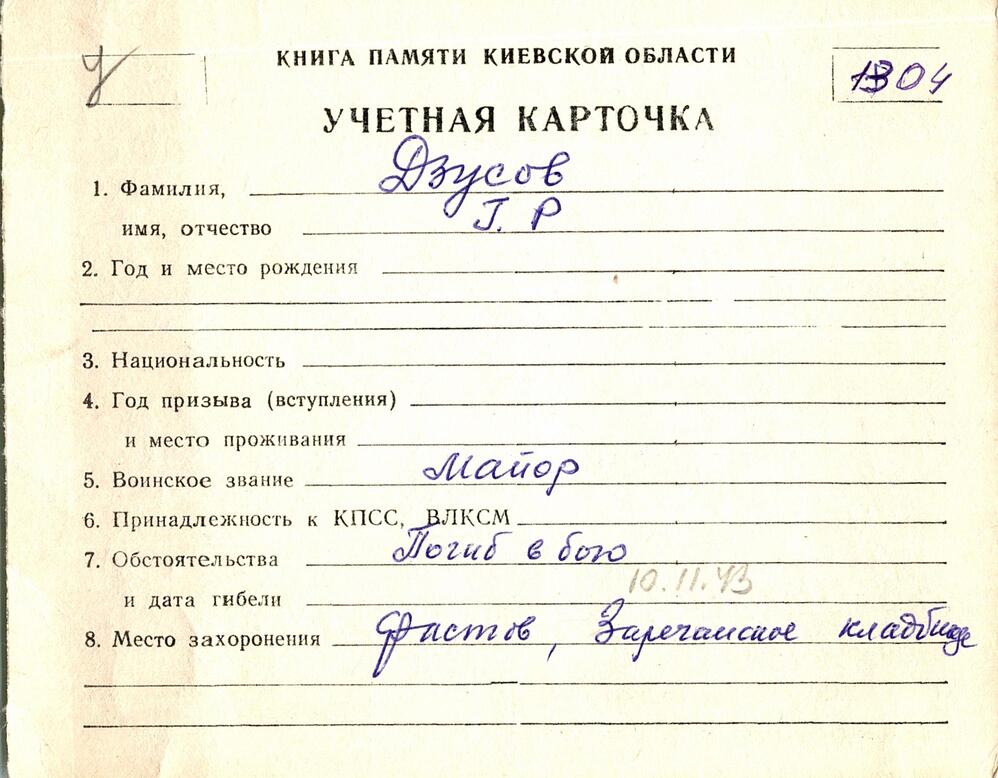 КНИГА ПАМЯТИ КИЕВСКОЙ ОБЛАСТИ
У
1304
УЧЕТНАЯ КАРТОЧКА
1. Фамилия, Дзусов
имя, отчество Г. Р
2. Год и место рождения
3. Национальность
4. Год призыва (вступления)
и место проживания
5. Воинское звание Майор
6. Принадлежность к КПСС, ВЛКСМ
7. Обстоятельства Погиб в бою
и дата гибели 10.11.43
8. Место захоронения Фастов, Заречанское кладбище